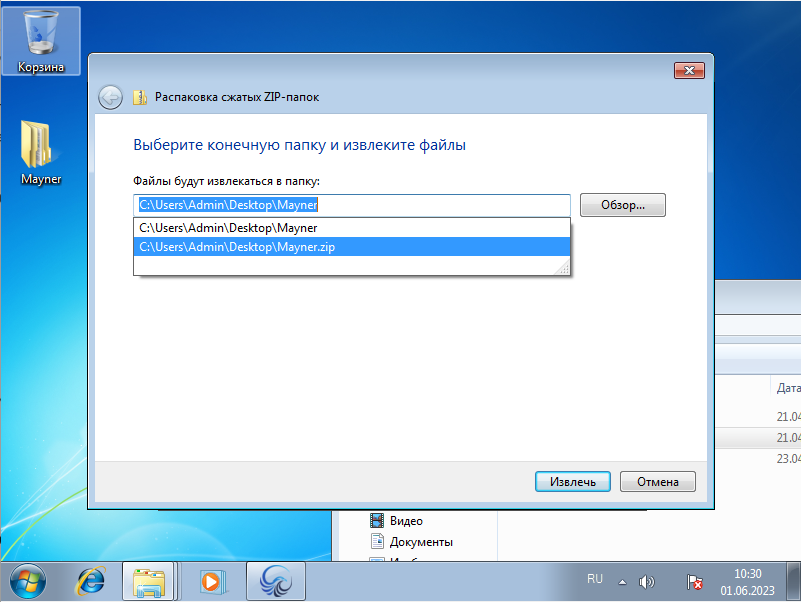 Корзина
Mayner
Распаковка сжатых ZIP-папок
Выберите конечную папку и извлеките файлы
Файлы будут извлекаться в папку:
C:\Users\Admin\Desktop\Mayner
Обзор...
C:\Users\Admin\Desktop\Mayner
C:\Users\Admin\Desktop\Mayner.zip
Дата
21.04
21.04
23.04
Извлечь
Отмена
Видео
Документы
RU
10:30
01.06.2023